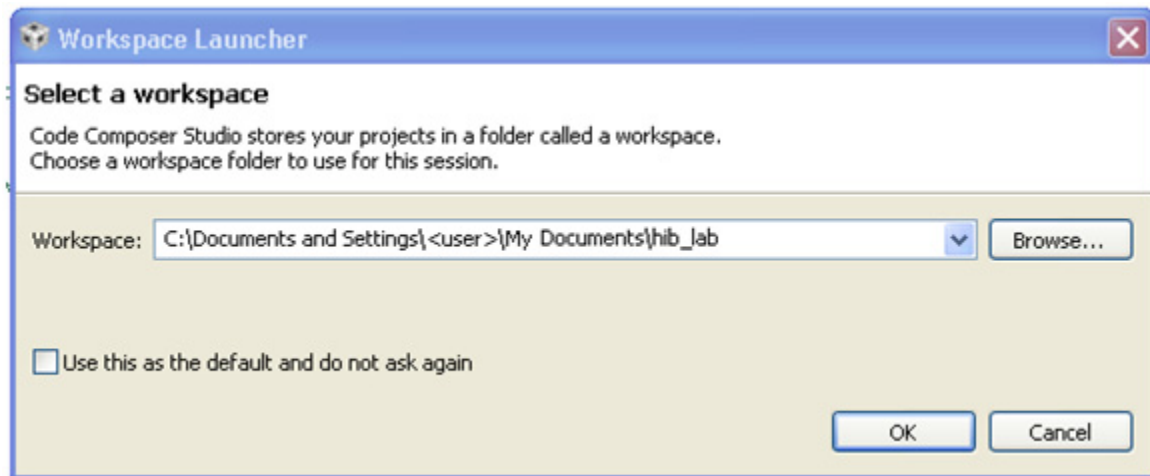 Workspace Launcher
Select a workspace
Code Composer Studio stores your projects in a folder called a workspace.
Choose a workspace folder to use for this session.
Workspace: C:\Documents and Settings\<user>\My Documents\hib_lab Browse...
Use this as the default and do not ask again
OK Cancel